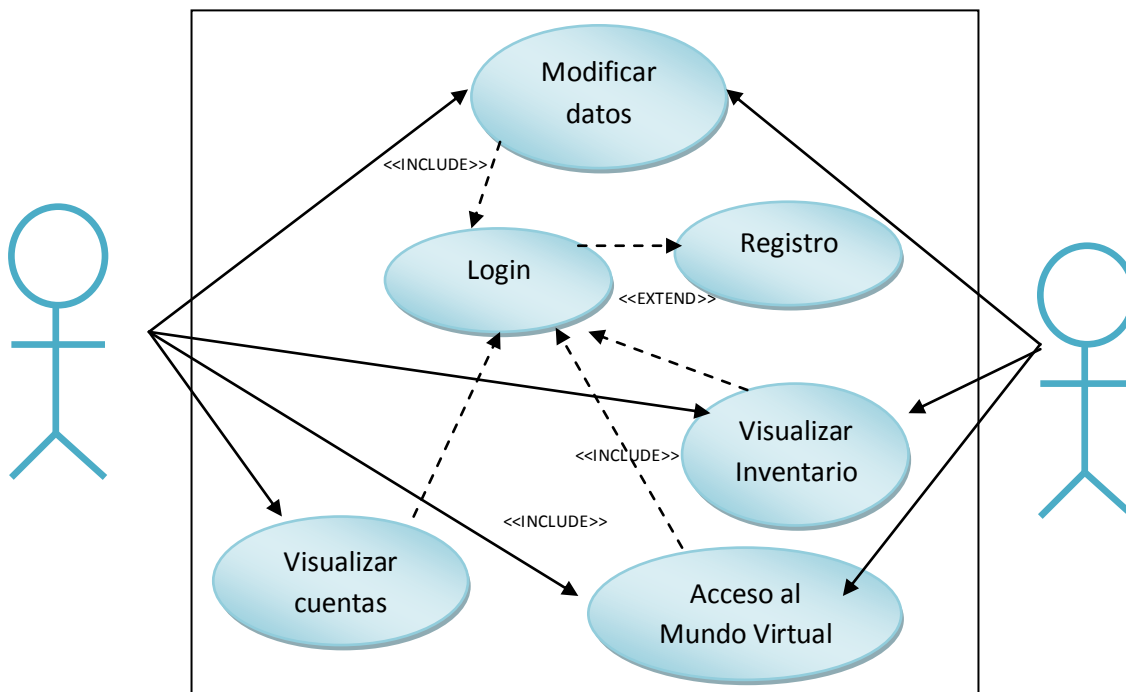 Modificar
datos
<<INCLUDE>>
Registro
Login
<<EXTEND>>
Visualizar
Inventario
<<INCLUDE>>
<<INCLUDE>>
Visualizar
cuentas
Acceso al
Mundo Virtual